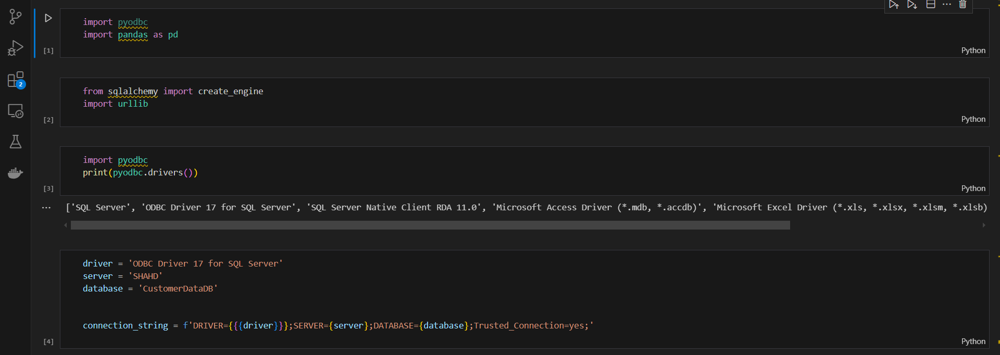 import pyodbc
import pandas as pd
[1]
Python
from sqlalchemy import create_engine
import urllib
[2]
Python
import pyodbc
print(pyodbc.drivers())
[3]
Python
['SQL Server', 'ODBC Driver 17 for SQL Server', 'SQL Server Native Client RDA 11.0', 'Microsoft Access Driver (*.mdb, *.accdb)', 'Microsoft Excel Driver (*.xls, *.xlsx, *.xlsm, *.xlsb)
driver = 'ODBC Driver 17 for SQL Server'
server = 'SHAHD'
database = 'CustomerDataDB'
connection_string = f'DRIVER={{{driver}}};SERVER={server};DATABASE={database};Trusted_Connection=yes;'
[4]
Python
2